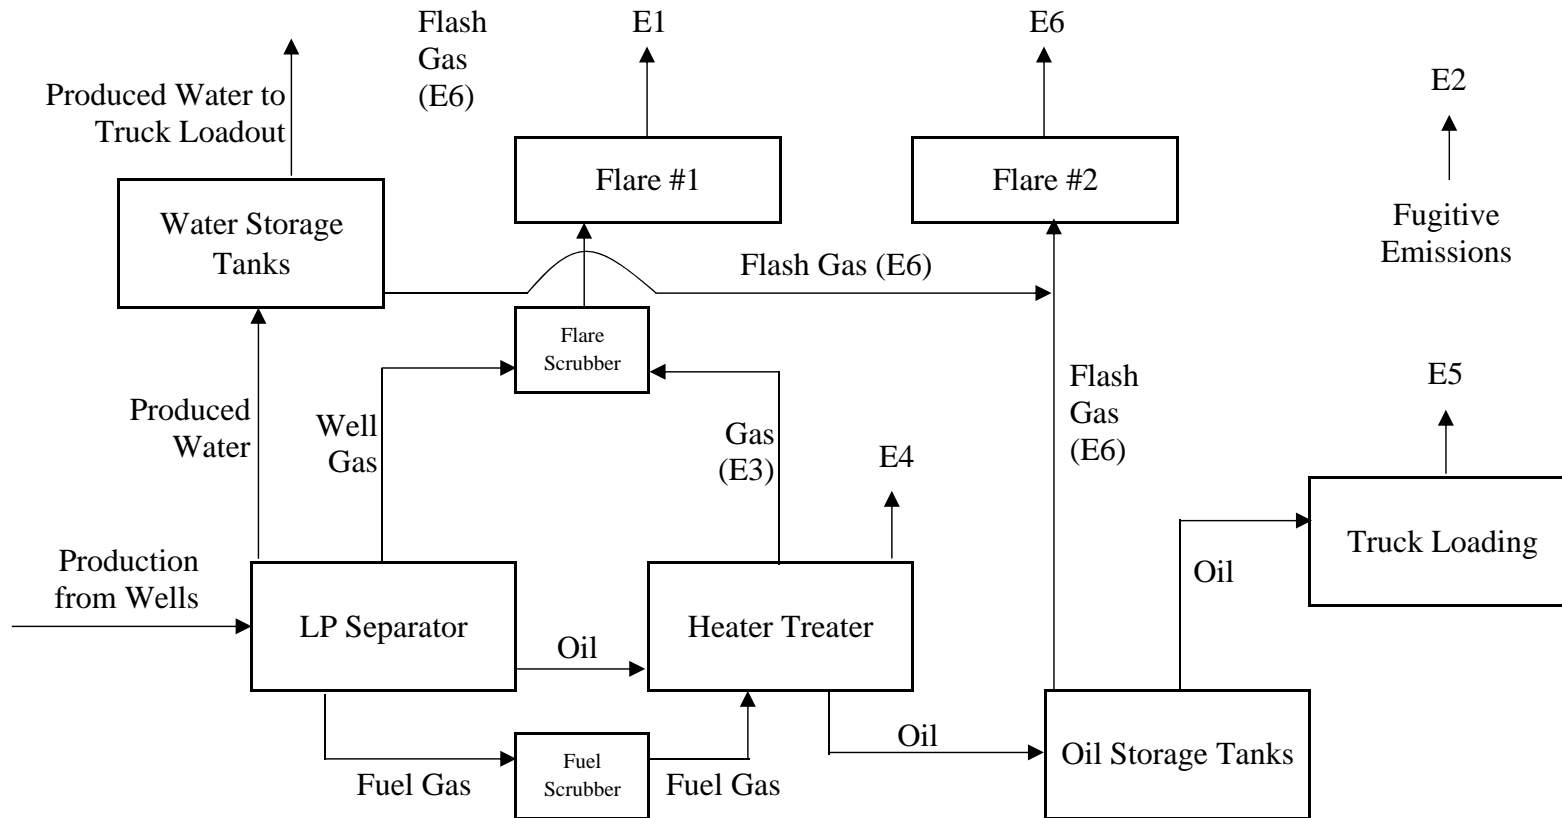 Flash
Gas
(E6)
E1
E6
E2
Produced Water to
Truck Loadout
Flare #1
Flare #2
Water Storage
Tanks
Fugitive
Emissions
Flash Gas (E6)
Flare
Scrubber
Produced
Water
Well
Gas
Gas
(E3)
E4
Flash
Gas
(E6)
E5
Production
from Wells
LP Separator
Oil
Heater Treater
Oil
Truck Loading
Fuel Gas
Fuel
Scrubber
Fuel Gas
Oil
Oil Storage Tanks